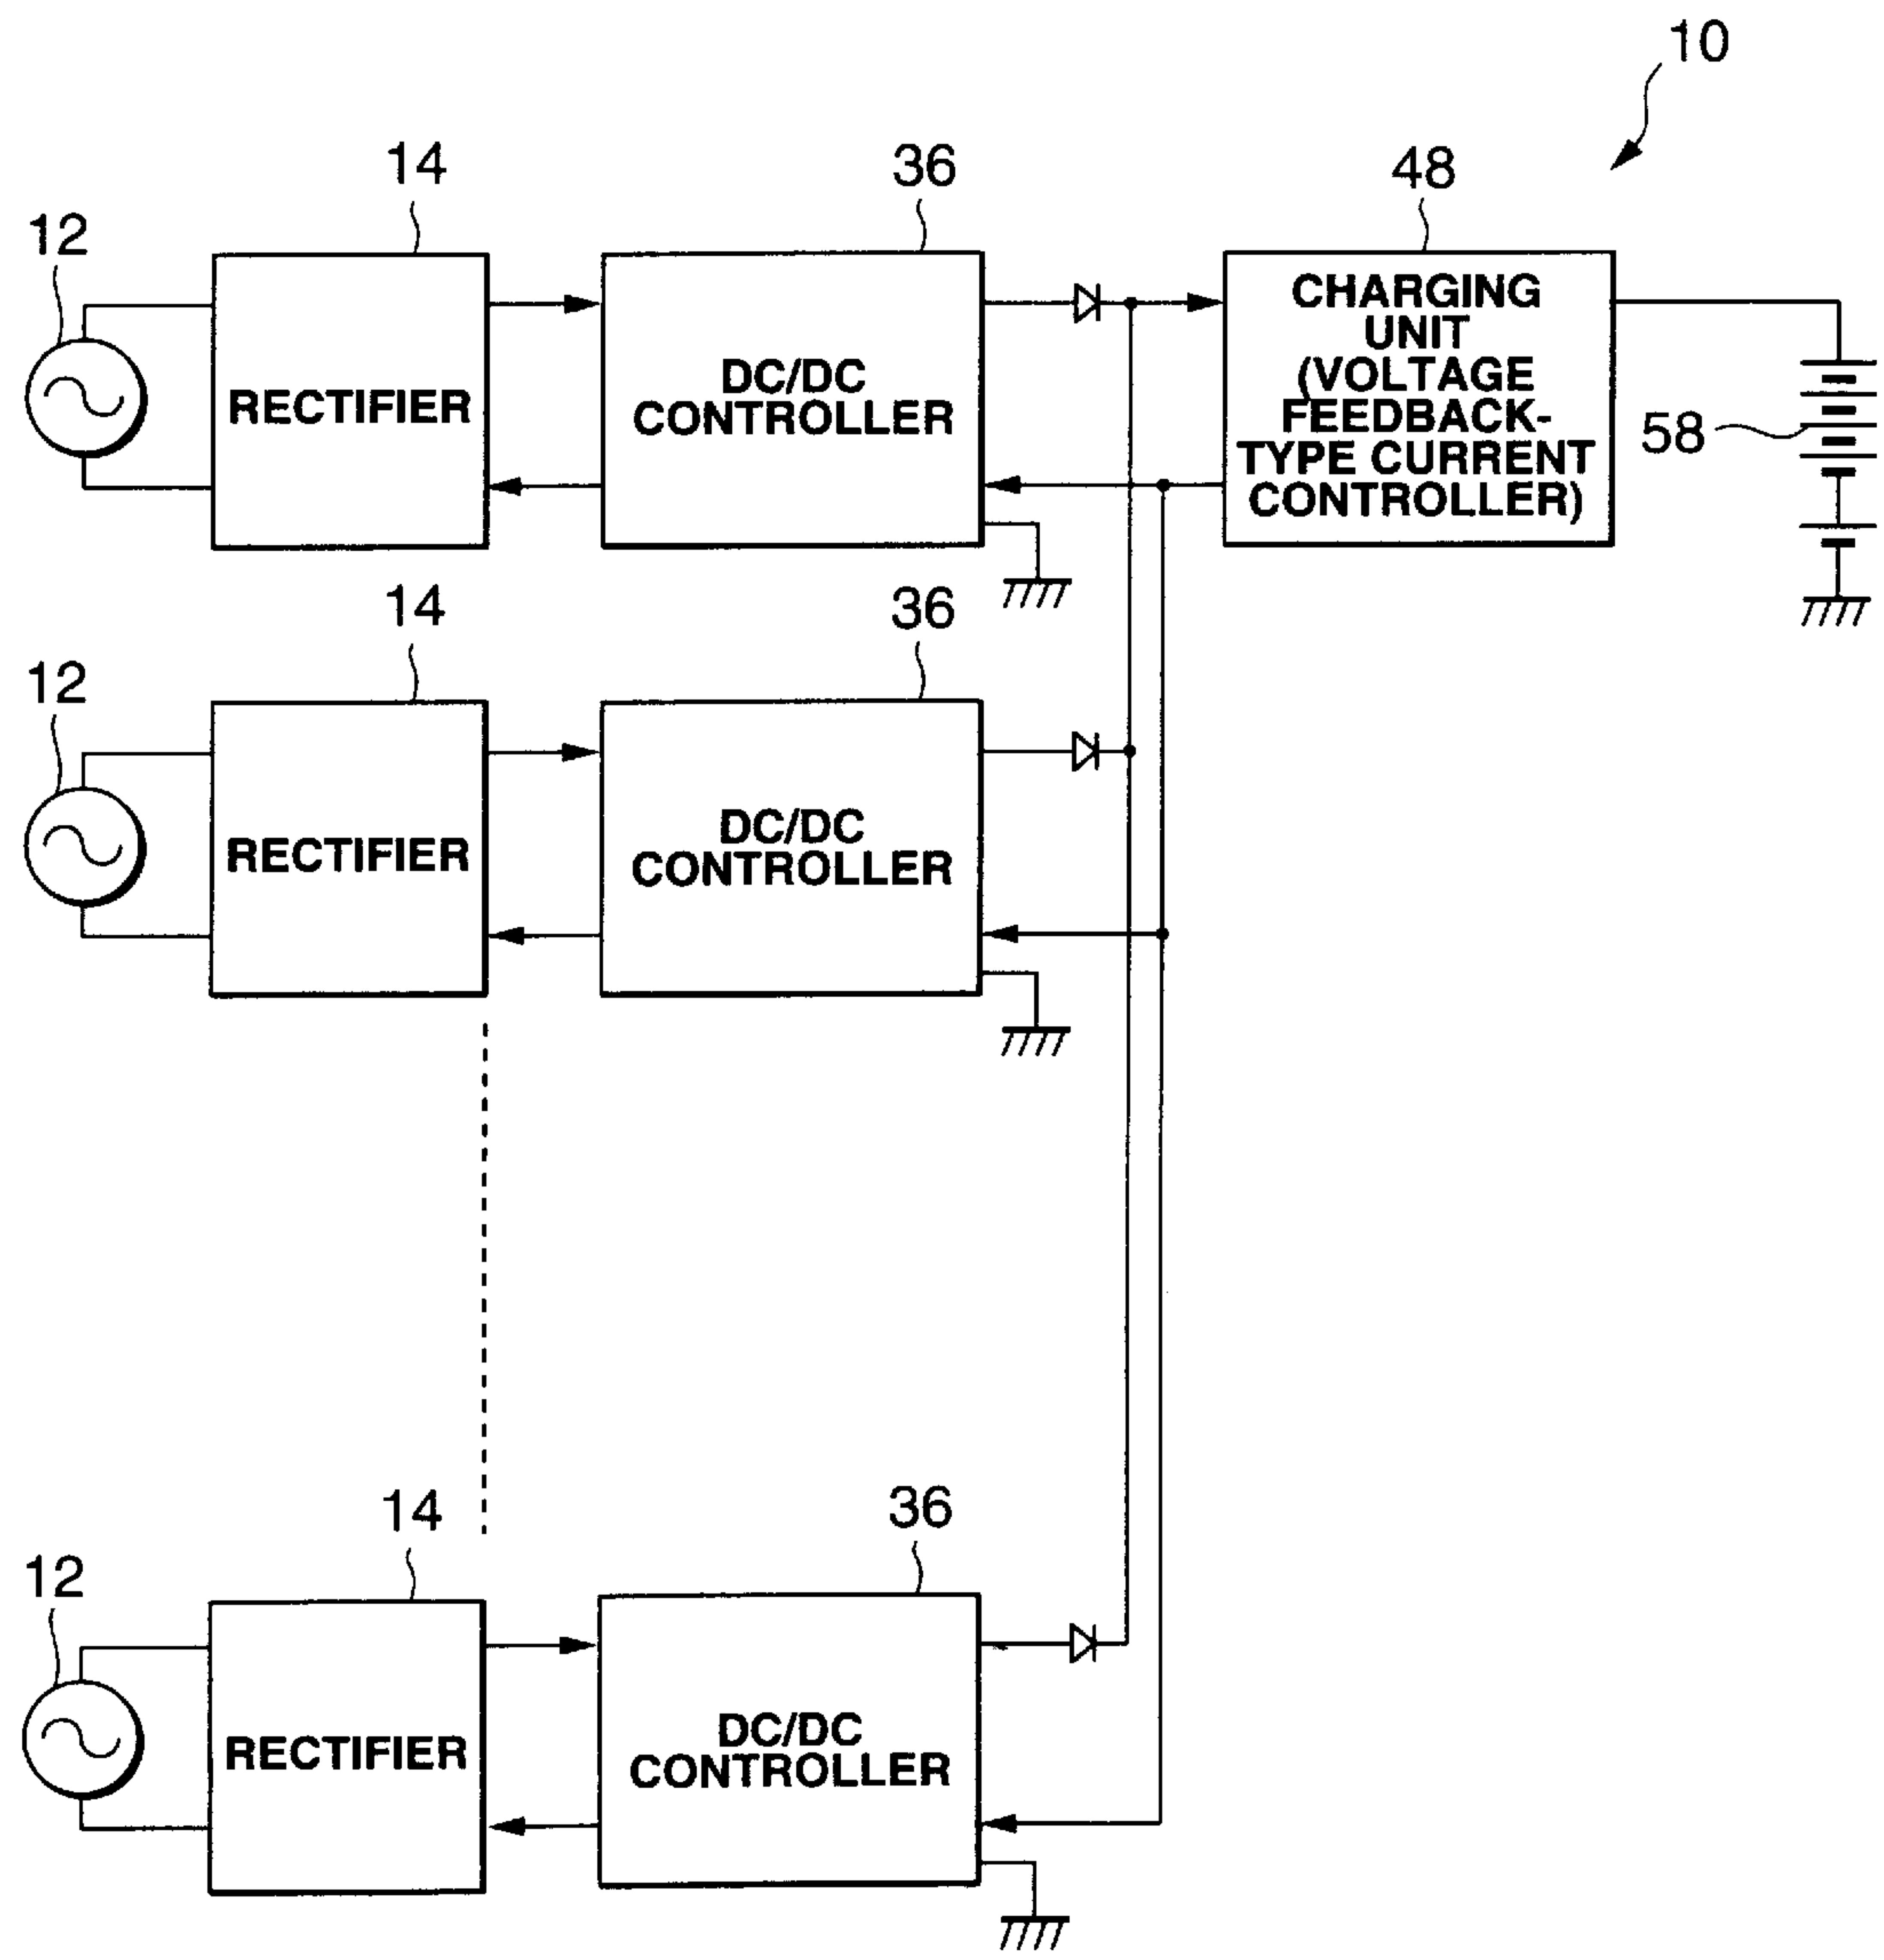 10
14
36
48
12
RECTIFIER
DC/DC
CONTROLLER
CHARGING
UNIT
(VOLTAGE
FEEDBACK-
TYPE CURRENT
CONTROLLER)
58
14
36
12
RECTIFIER
DC/DC
CONTROLLER
14
36
12
RECTIFIER
DC/DC
CONTROLLER